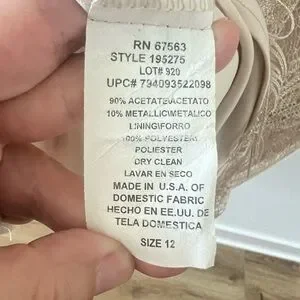 RN 67563
STYLE 195275
LOT# 920
UPC# 794093522098
90% ACETATE/ACETATO
10% METALLIC/METALICO
LINING/FORRO
100% POLYESTER/
POLIESTER
DRY CLEAN
LAVAR EN SECO
MADE IN U.S.A. OF
DOMESTIC FABRIC
HECHO EN EE.UU. DE
TELA DOMESTICA
SIZE 12